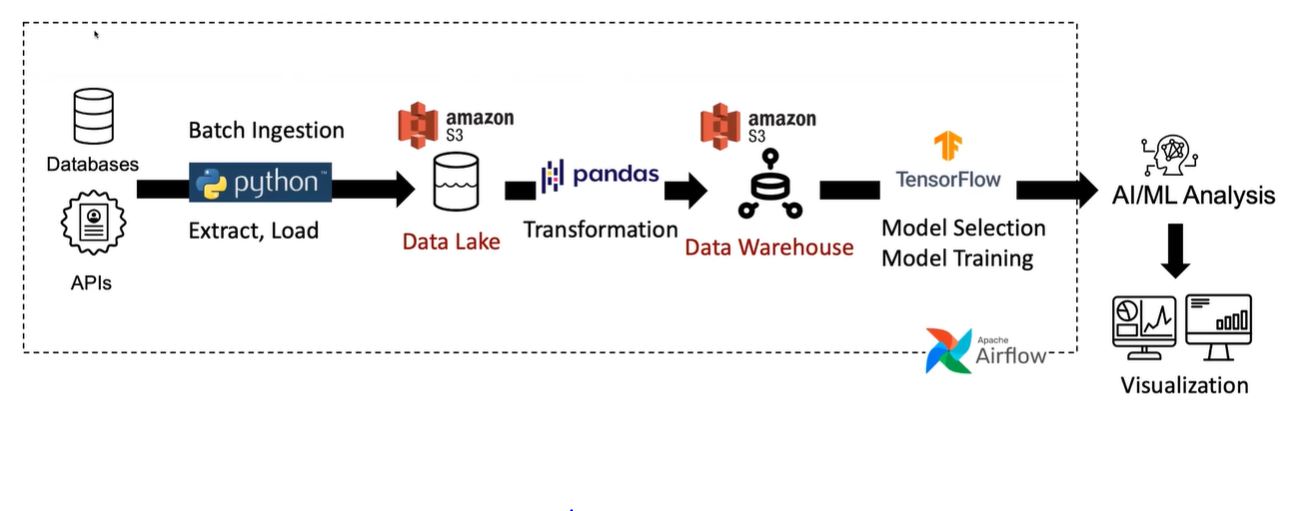 Databases
APIs
Batch Ingestion
python™
Extract, Load
amazon
S3
Data Lake
pandas
Transformation
amazon
S3
Data Warehouse
TensorFlow
Model Selection
Model Training
Apache
Airflow
AI/ML Analysis
Visualization